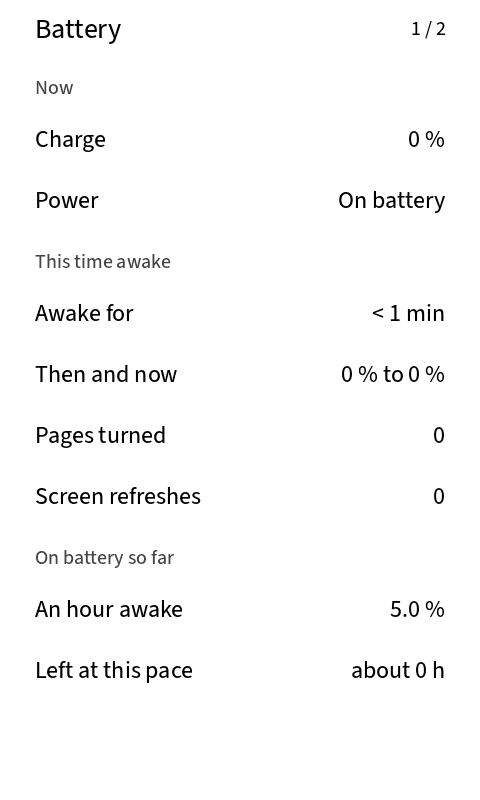 Battery 1 / 2
Now
Charge 0 %
Power On battery
This time awake
Awake for < 1 min
Then and now 0 % to 0 %
Pages turned 0
Screen refreshes 0
On battery so far
An hour awake 5.0 %
Left at this pace about 0 h